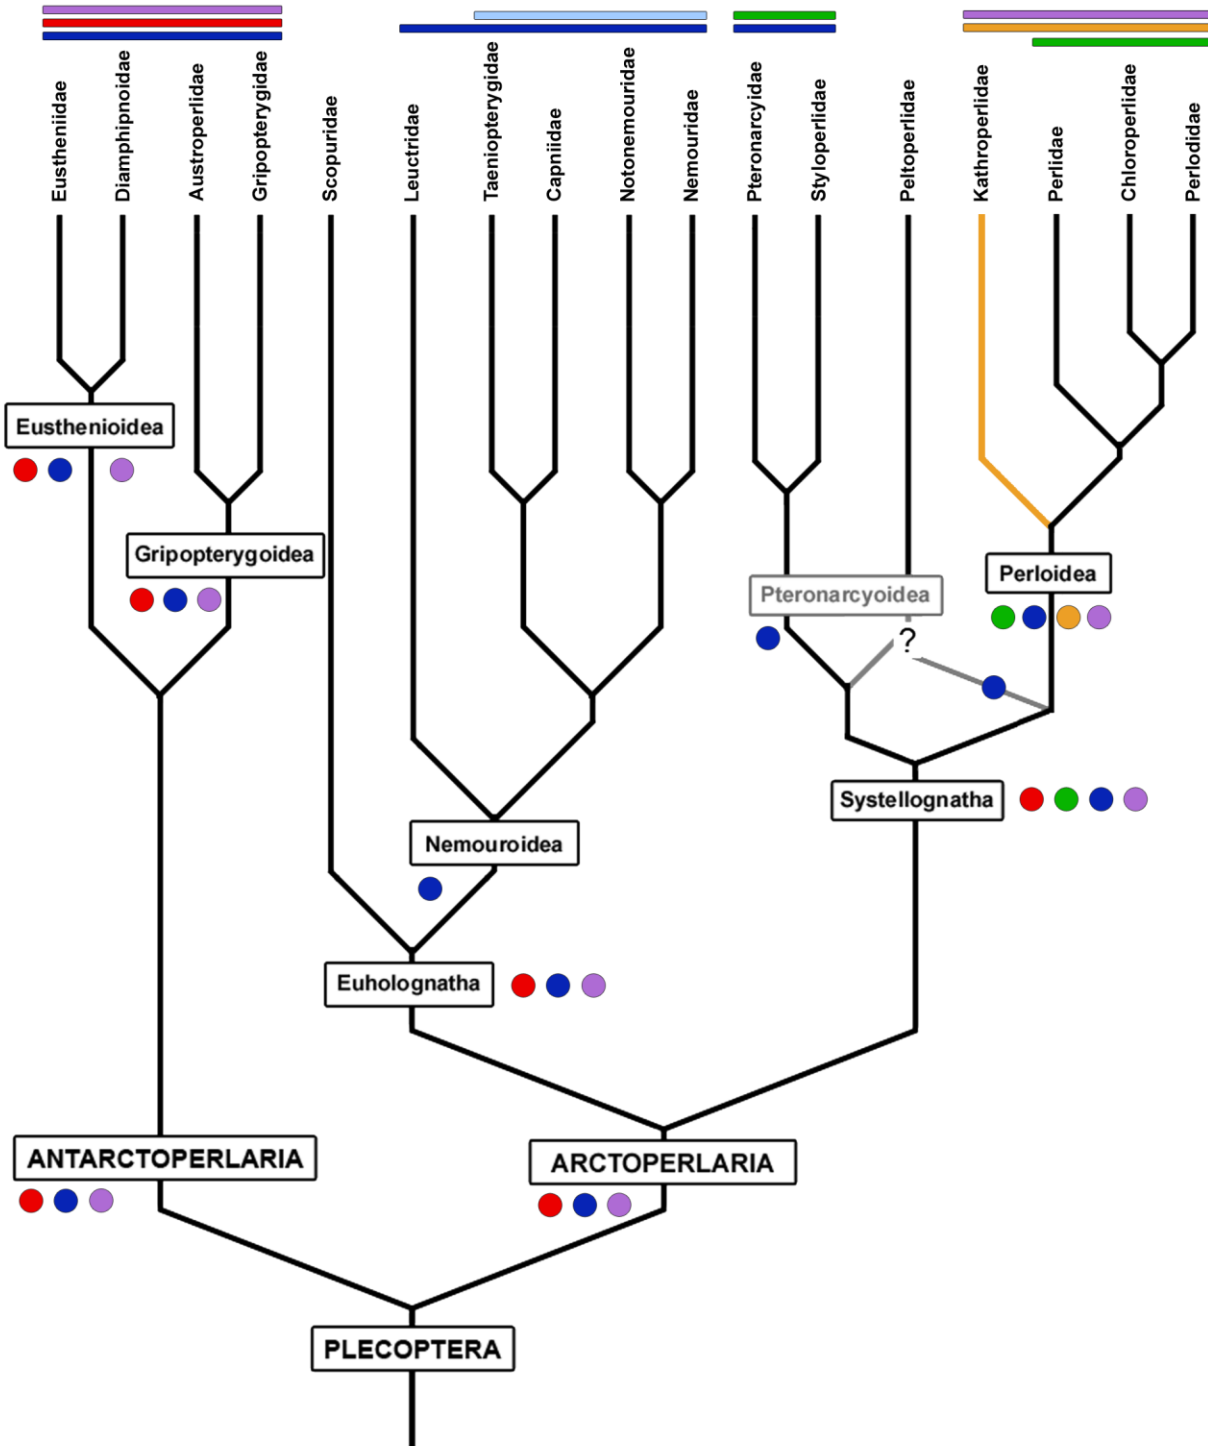 Eustheniidae
Diamphipnoidae
Austroperlidae
Gripopterygidae
Scopuridae
Leuctridae
Taeniopterygidae
Capniidae
Notonemouridae
Nemouridae
Pteronarcyidae
Styloperlidae
Peltoperlidae
Kathroperlidae
Perlidae
Chloroperlidae
Perlodidae
Eusthenioidea
Gripopterygoidea
Perloidea
Pteronarcyoidea
?
Systellognatha
Nemouroidea
Euholognatha
ANTARCTOPERLARIA
ARCTOPERLARIA
PLECOPTERA